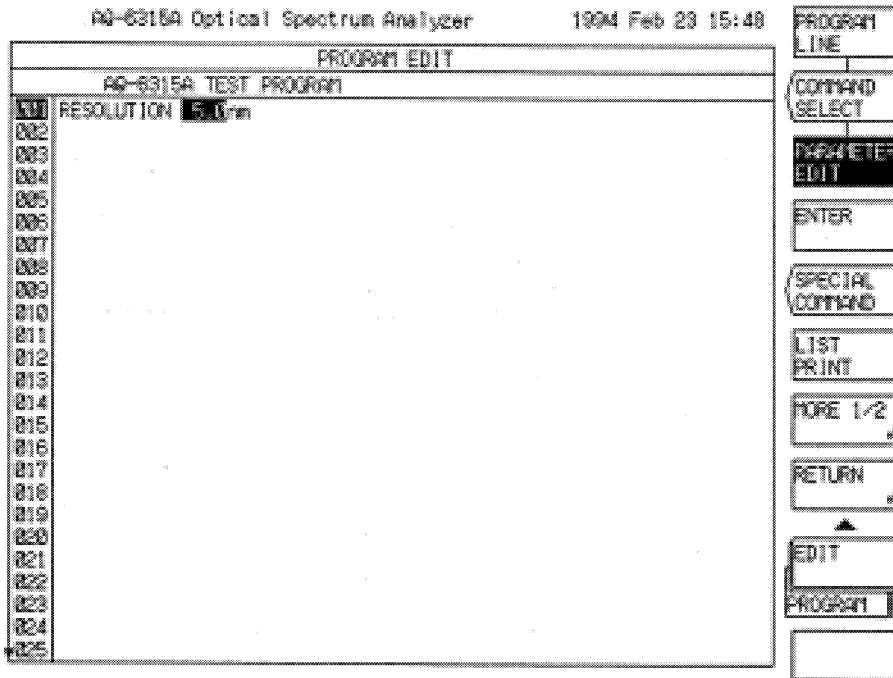 AQ-6315A Optical Spectrum Analyzer 1994 Feb 23 15:48
PROGRAM EDIT
AQ-6315A TEST PROGRAM
001 RESOLUTION 5.0nm
002
003
004
005
006
007
008
009
010
011
012
013
014
015
016
017
018
019
020
021
022
023
024
025
PROGRAM
LINE
COMMAND
SELECT
PARAMETER
EDIT
ENTER
SPECIAL
COMMAND
LIST
PRINT
MORE 1/2
RETURN
EDIT
PROGRAM